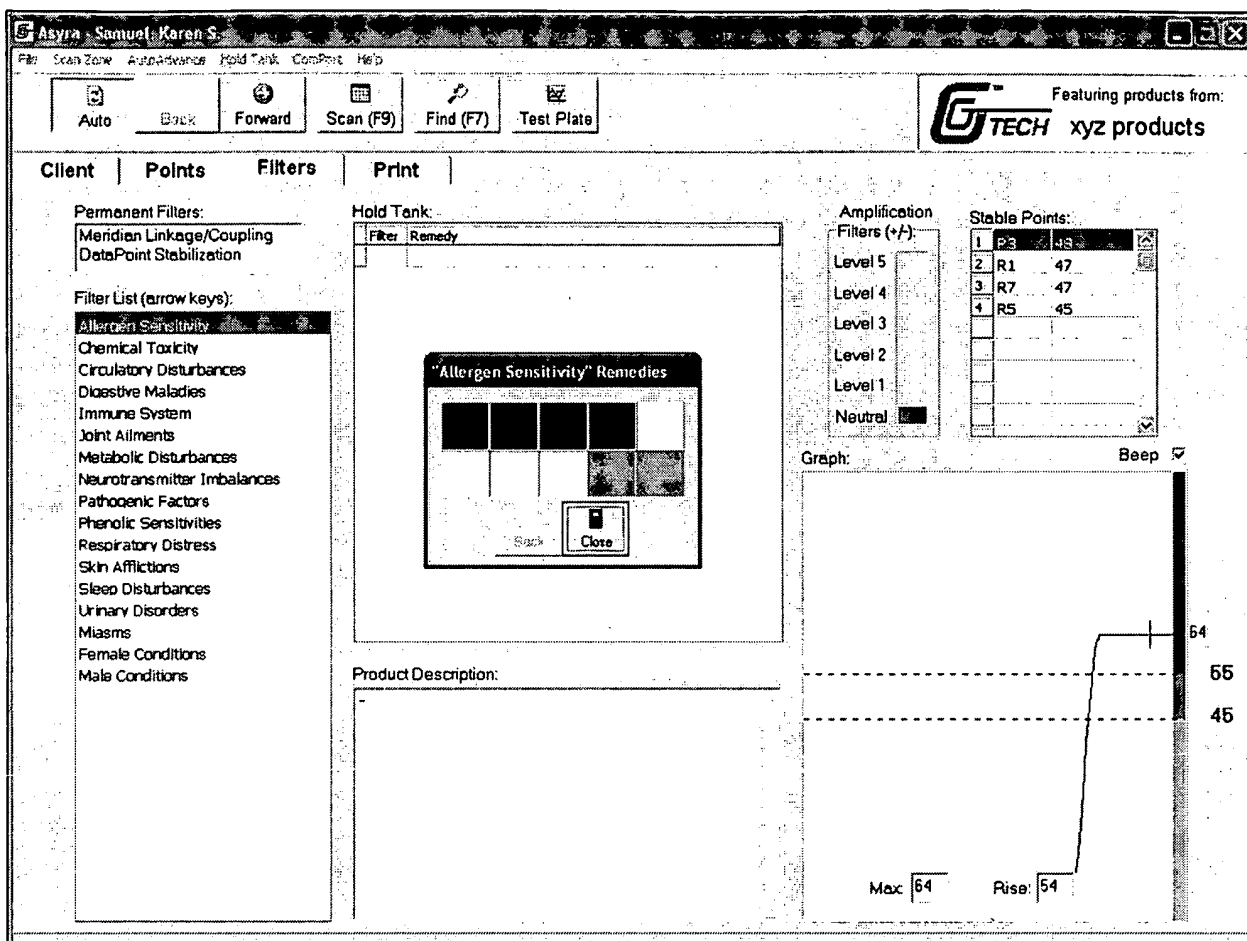 Asyra - Samuel, Karen S.
File Scan Zone AutoAdvance Hold Tank ComPort Help
Auto Back Forward Scan (F9) Find (F7) Test Plate
G TECH
Featuring products from:
xyz products
Client Points Filters Print
Permanent Filters:
Meridian Linkage/Coupling
DataPoint Stabilization
Filter List (arrow keys):
Allergen Sensitivity
Chemical Toxicity
Circulatory Disturbances
Digestive Maladies
Immune System
Joint Ailments
Metabolic Disturbances
Neurotransmitter Imbalances
Pathogenic Factors
Phenolic Sensitivities
Respiratory Distress
Skin Afflictions
Sleep Disturbances
Urinary Disorders
Miasms
Female Conditions
Male Conditions
Hold Tank:
Filter Remedy
"Allergen Sensitivity" Remedies
Back Close
Product Description:
-
Amplification
Filters (+/-):
Level 5
Level 4
Level 3
Level 2
Level 1
Neutral
Stable Points:
1 P3 48
2 R1 47
3 R7 47
4 R5 45
Graph:
Beep
64
55
45
Max: 64 Rise: 54